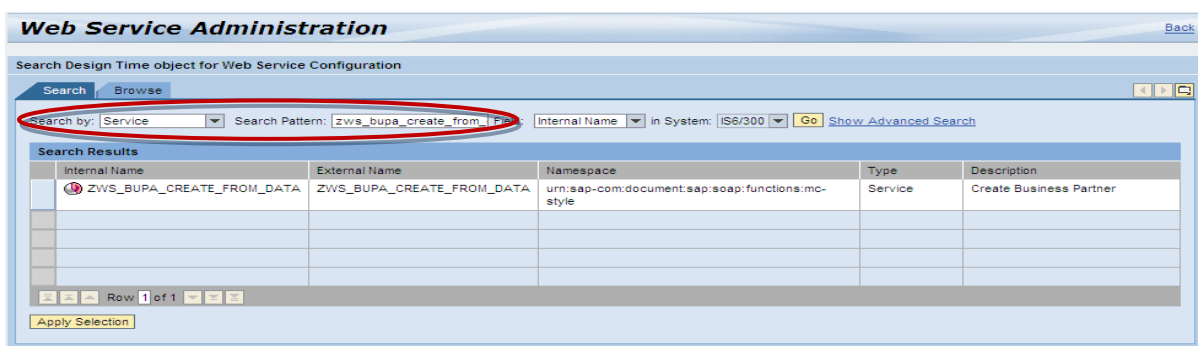 Web Service Administration
Back
Search Design Time object for Web Service Configuration
Search Browse
Search by: Service Search Pattern: zws_bupa_create_from_ Field: Internal Name in System: IS6/300 Go Show Advanced Search
Search Results
Internal Name External Name Namespace Type Description
ZWS_BUPA_CREATE_FROM_DATA ZWS_BUPA_CREATE_FROM_DATA urn:sap-com:document:sap:soap:functions:mc- Service Create Business Partner
style
Row 1 of 1
Apply Selection